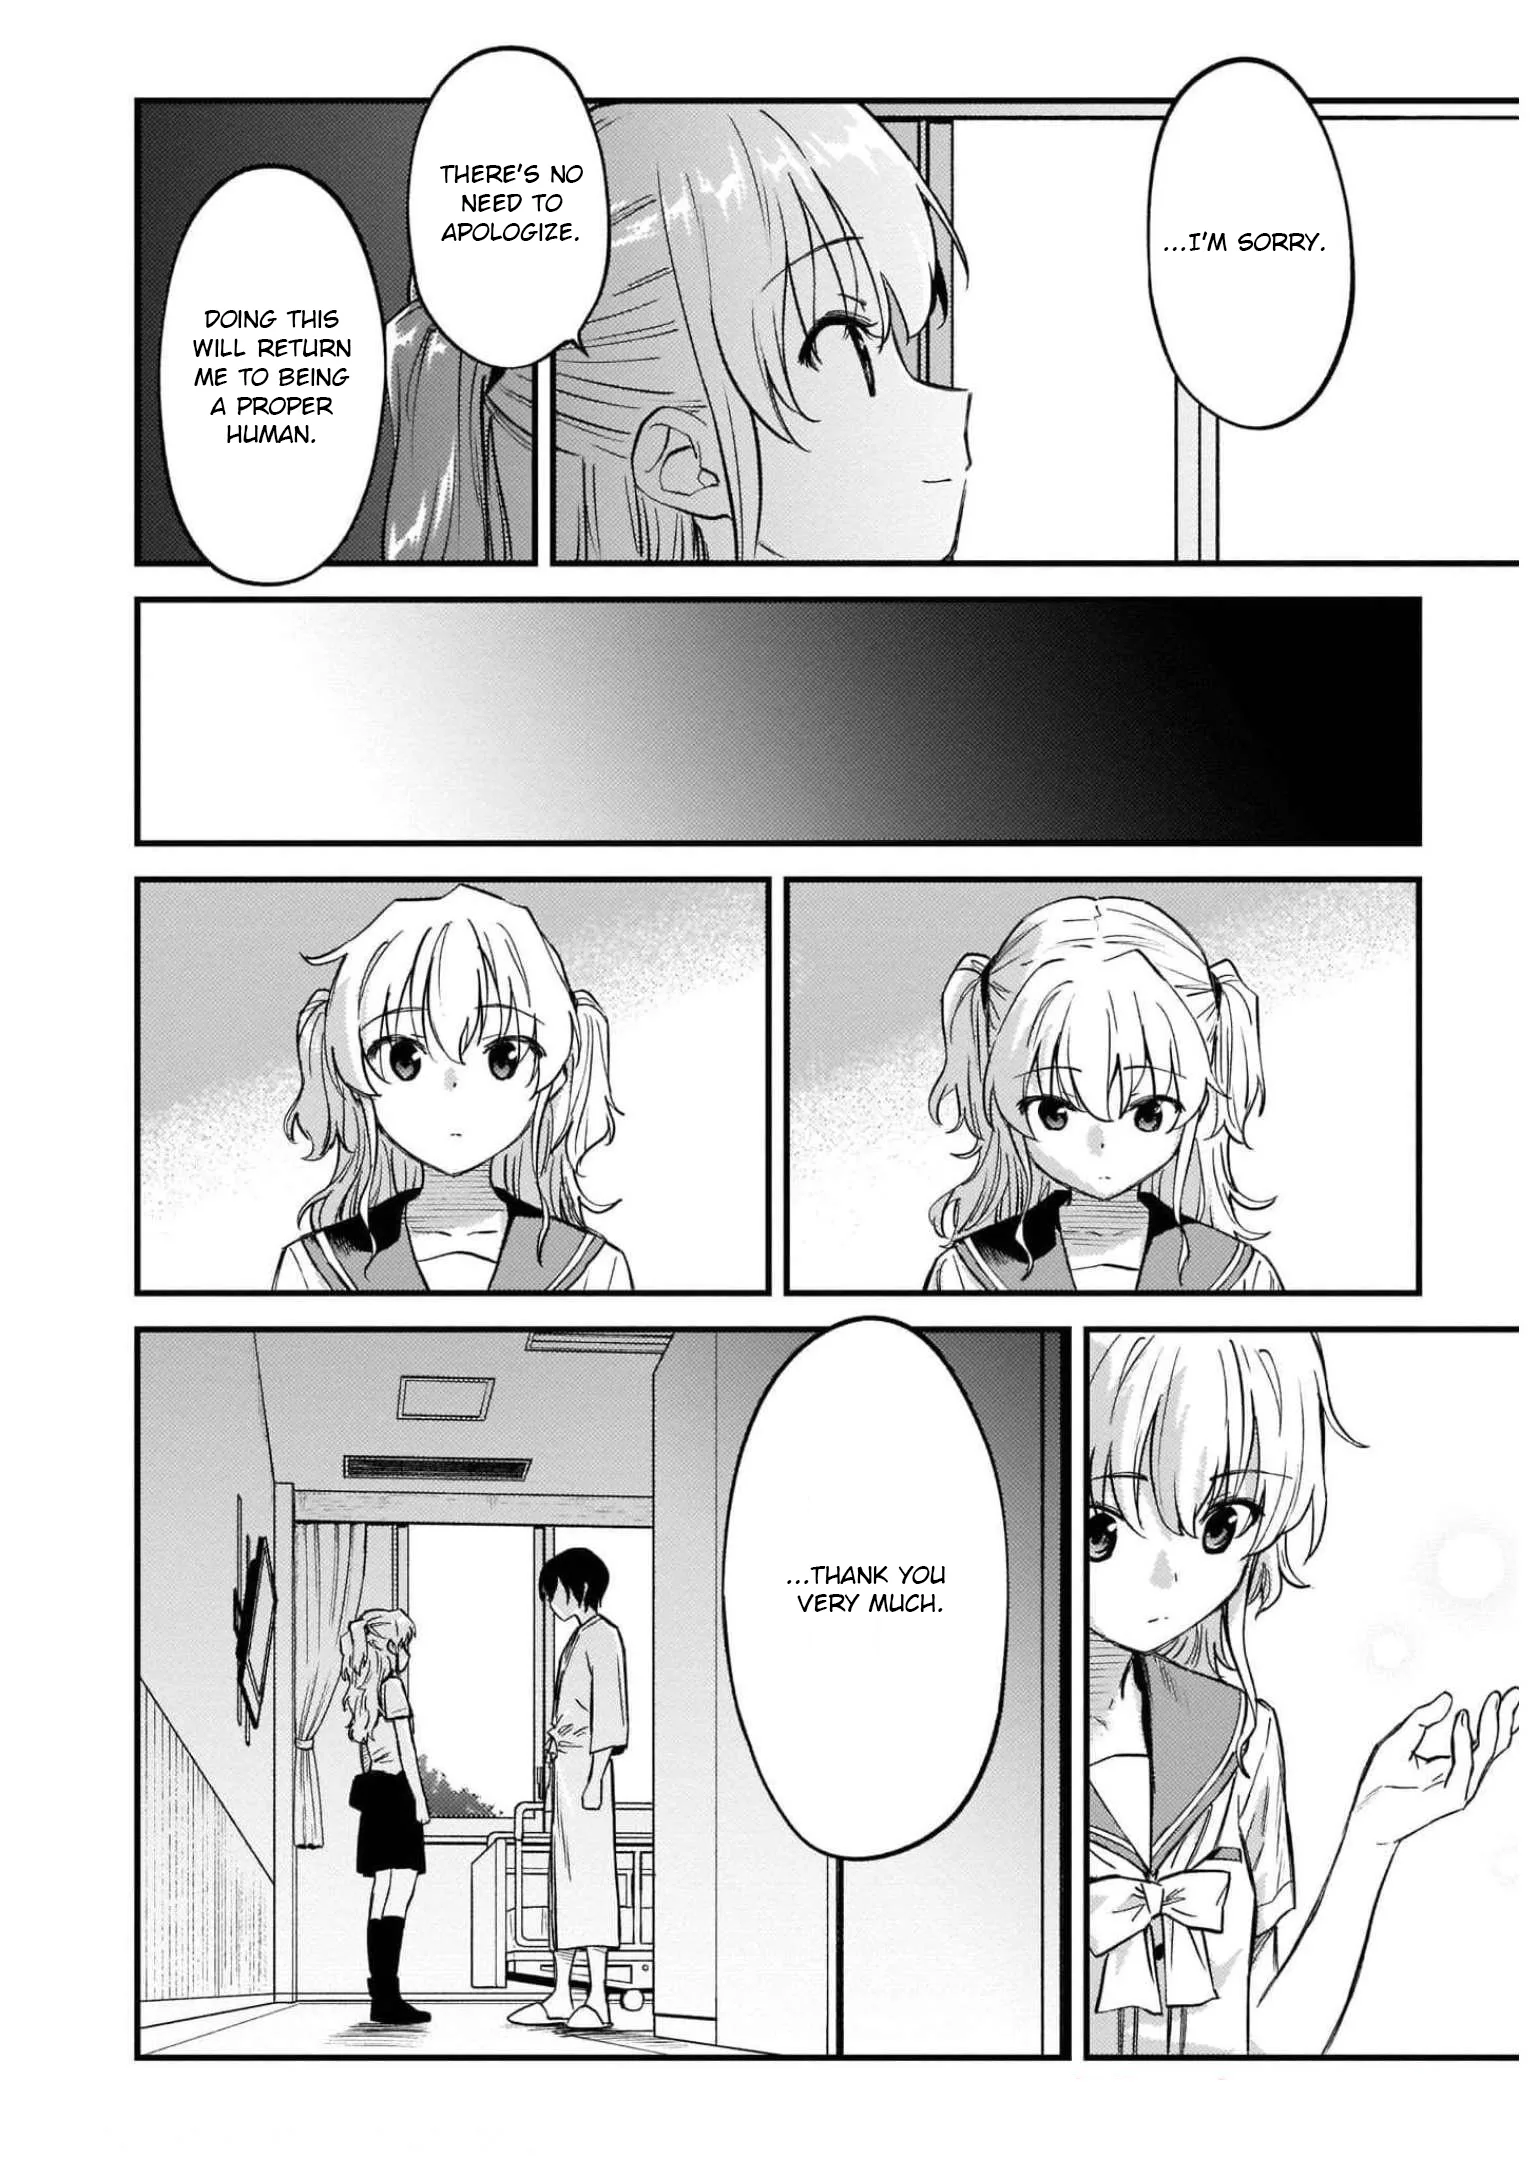 ...I'M SORRY.
THERE'S NO
NEED TO
APOLOGIZE.
DOING THIS
WILL RETURN
ME TO BEING
A PROPER
HUMAN.
...THANK YOU
VERY MUCH.